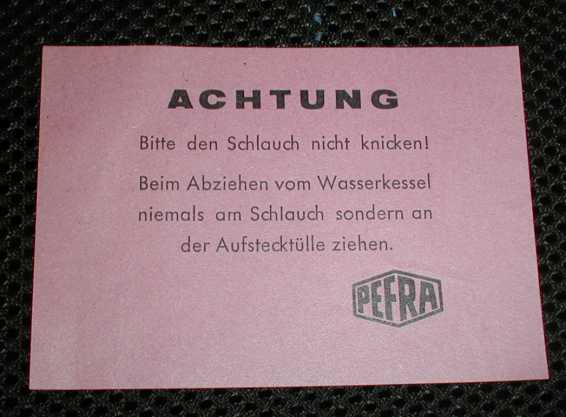 ACHTUNG
Bitte den Schlauch nicht knicken!
Beim Abziehen vom Wasserkessel
niemals am Schlauch sondern an
der Aufstecktülle ziehen.
PEFRA